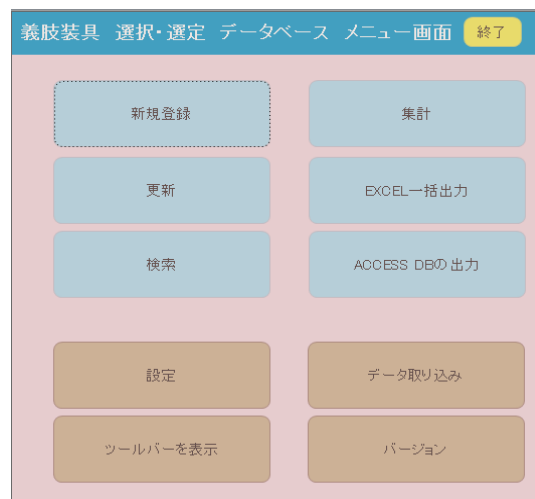 義肢装具 選択・選定 データベース メニュー画面 終了
新規登録 集計
更新 EXCEL一括出力
検索 ACCESS DBの出力
設定 データ取り込み
ツールバーを表示 バージョン